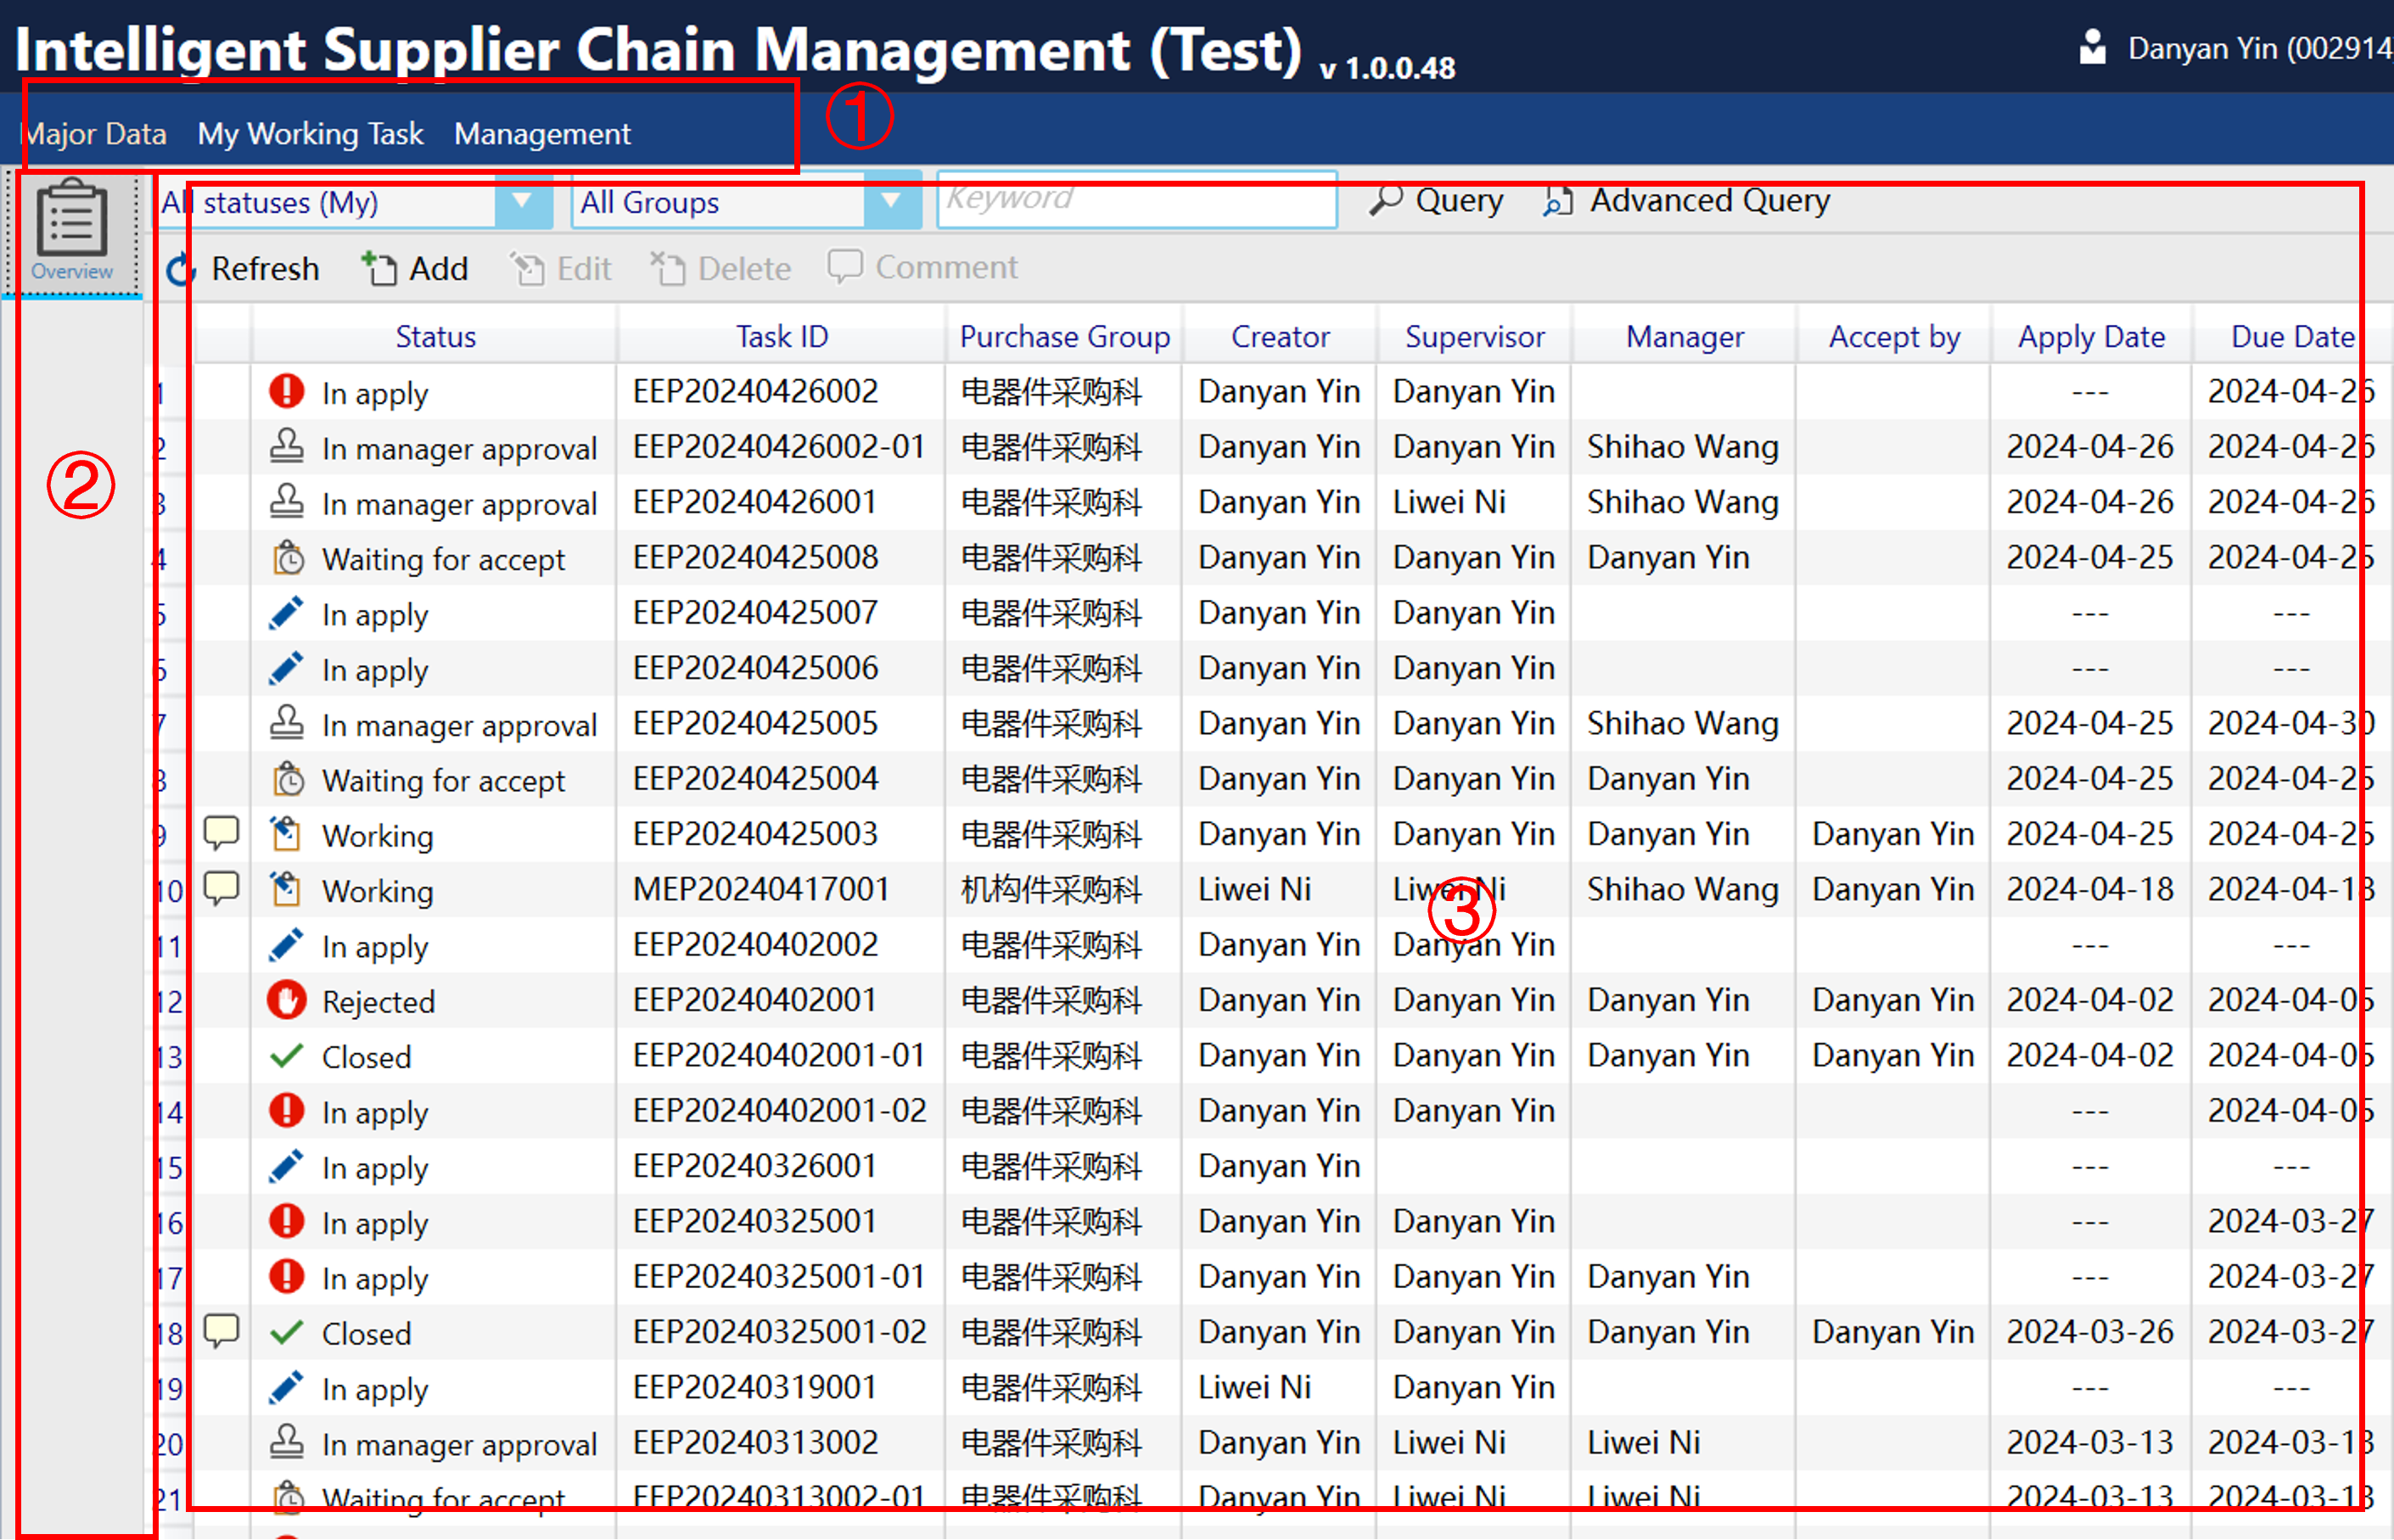 Intelligent Supplier Chain Management (Test) v 1.0.0.48 Danyan Yin (002914
Major Data My Working Task Management ①
All statuses (My) All Groups Keyword Query Advanced Query
Overview
Refresh Add Edit Delete Comment
Status Task ID Purchase Group Creator Supervisor Manager Accept by Apply Date Due Date
1 In apply EEP20240426002 电器件采购科 Danyan Yin Danyan Yin --- 2024-04-26
2 In manager approval EEP20240426002-01 电器件采购科 Danyan Yin Danyan Yin Shihao Wang 2024-04-26 2024-04-26
②
3 In manager approval EEP20240426001 电器件采购科 Danyan Yin Liwei Ni Shihao Wang 2024-04-26 2024-04-26
4 Waiting for accept EEP20240425008 电器件采购科 Danyan Yin Danyan Yin Danyan Yin 2024-04-25 2024-04-25
5 In apply EEP20240425007 电器件采购科 Danyan Yin Danyan Yin --- ---
6 In apply EEP20240425006 电器件采购科 Danyan Yin Danyan Yin --- ---
7 In manager approval EEP20240425005 电器件采购科 Danyan Yin Danyan Yin Shihao Wang 2024-04-25 2024-04-30
8 Waiting for accept EEP20240425004 电器件采购科 Danyan Yin Danyan Yin Danyan Yin 2024-04-25 2024-04-25
9 Working EEP20240425003 电器件采购科 Danyan Yin Danyan Yin Danyan Yin Danyan Yin 2024-04-25 2024-04-25
10 Working MEP20240417001 机构件采购科 Liwei Ni Liwei Ni Shihao Wang Danyan Yin 2024-04-18 2024-04-18
③
11 In apply EEP20240402002 电器件采购科 Danyan Yin Danyan Yin --- ---
12 Rejected EEP20240402001 电器件采购科 Danyan Yin Danyan Yin Danyan Yin Danyan Yin 2024-04-02 2024-04-05
13 Closed EEP20240402001-01 电器件采购科 Danyan Yin Danyan Yin Danyan Yin Danyan Yin 2024-04-02 2024-04-05
14 In apply EEP20240402001-02 电器件采购科 Danyan Yin Danyan Yin --- 2024-04-05
15 In apply EEP20240326001 电器件采购科 Danyan Yin --- ---
16 In apply EEP20240325001 电器件采购科 Danyan Yin Danyan Yin --- 2024-03-27
17 In apply EEP20240325001-01 电器件采购科 Danyan Yin Danyan Yin Danyan Yin --- 2024-03-27
18 Closed EEP20240325001-02 电器件采购科 Danyan Yin Danyan Yin Danyan Yin Danyan Yin 2024-03-26 2024-03-27
19 In apply EEP20240319001 电器件采购科 Liwei Ni Danyan Yin --- ---
20 In manager approval EEP20240313002 电器件采购科 Danyan Yin Liwei Ni Liwei Ni 2024-03-13 2024-03-13
21 Waiting for accept EEP20240313002-01 电器件采购科 Danyan Yin Liwei Ni Liwei Ni 2024-03-13 2024-03-13